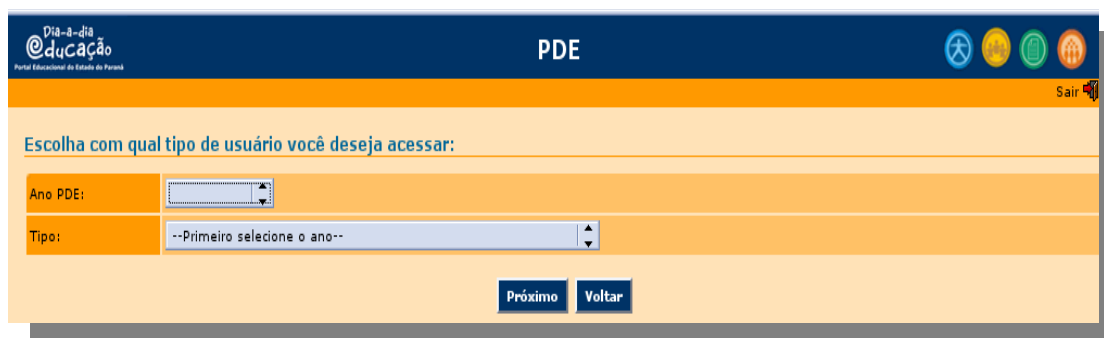 Dia-a-dia
@ducação
Portal Educacional do Estado do Paraná
PDE
Sair
Escolha com qual tipo de usuário você deseja acessar:
Ano PDE:
Tipo: --Primeiro selecione o ano--
Próximo Voltar